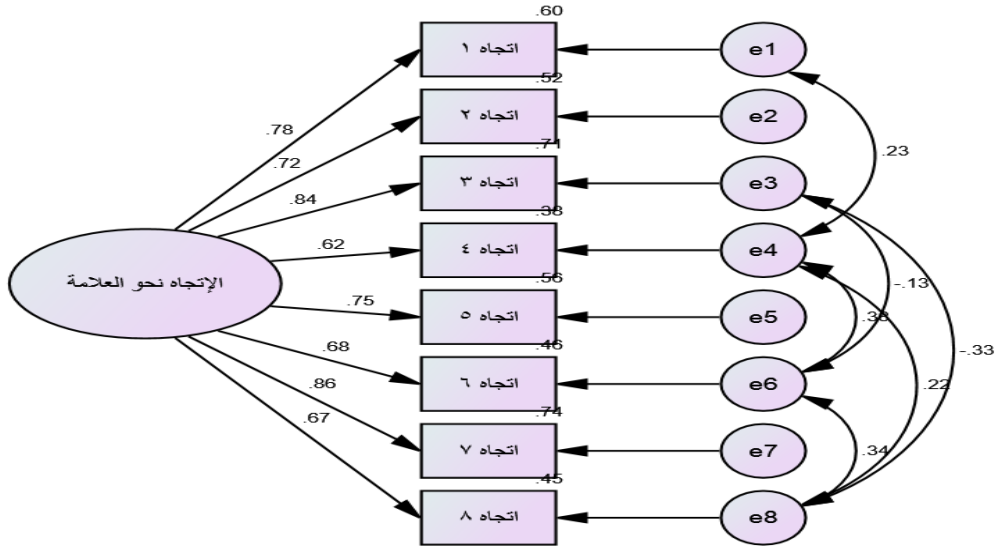 .60
اتجاه ١
e1
.52
.78
اتجاه ٢
e2
.71
.72
.23
اتجاه ٣
e3
.84
.38
اتجاه ٤
e4
.62
.56
الإتجاه نحو العلامة
-.13
.75
اتجاه ٥
e5
.38
.46
-.33
.68
اتجاه ٦
e6
.22
.86
.74
.67
اتجاه ٧
e7
.34
.45
اتجاه ٨
e8